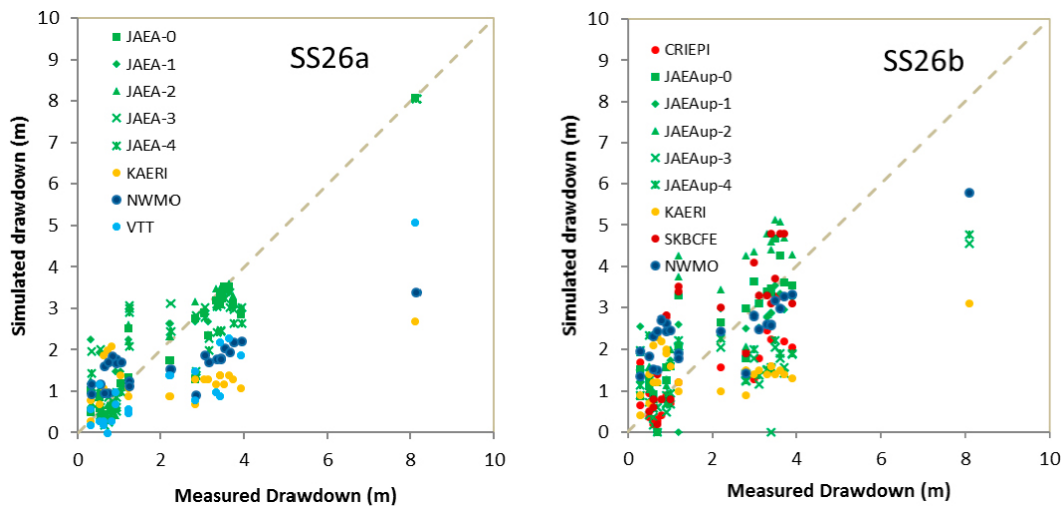 SS26a
10
9
8
7
6
5
4
3
2
1
0
Simulated drawdown (m)
JAEA-0
JAEA-1
JAEA-2
JAEA-3
JAEA-4
KAERI
NWMO
VTT
0 2 4 6 8 10
Measured Drawdown (m)
SS26b
10
9
8
7
6
5
4
3
2
1
0
Simulated drawdown (m)
CRIEPI
JAEAup-0
JAEAup-1
JAEAup-2
JAEAup-3
JAEAup-4
KAERI
SKBCFE
NWMO
0 2 4 6 8 10
Measured Drawdown (m)